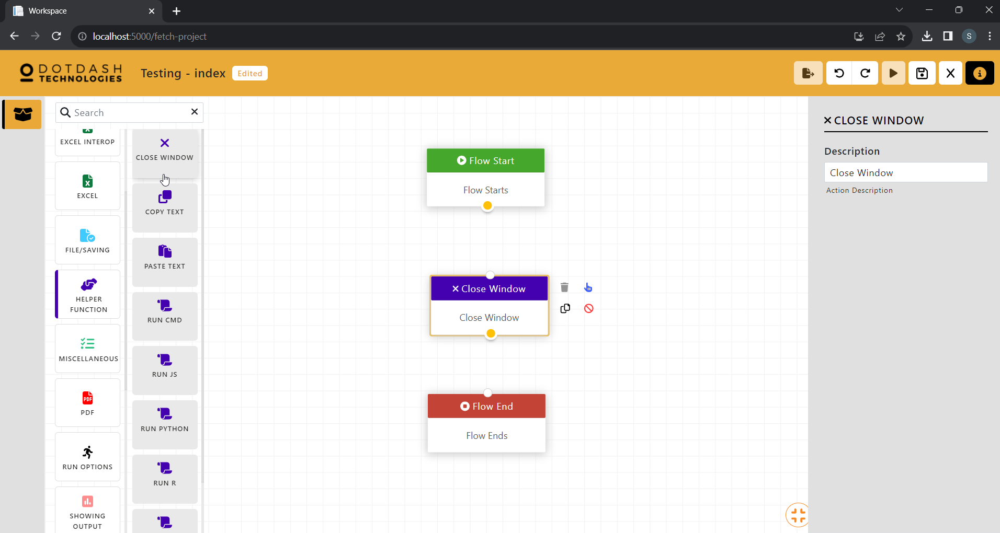 Workspace
localhost:5000/fetch-project
S
DOTDASH
TECHNOLOGIES
Testing - index
Edited
Search
EXCEL INTEROP
EXCEL
FILE/SAVING
HELPER
FUNCTION
MISCELLANEOUS
PDF
PDF
RUN OPTIONS
SHOWING
OUTPUT
CLOSE WINDOW
COPY TEXT
PASTE TEXT
RUN CMD
RUN JS
RUN PYTHON
RUN R
Flow Start
Flow Starts
Close Window
Close Window
Flow End
Flow Ends
CLOSE WINDOW
Description
Close Window
Action Description